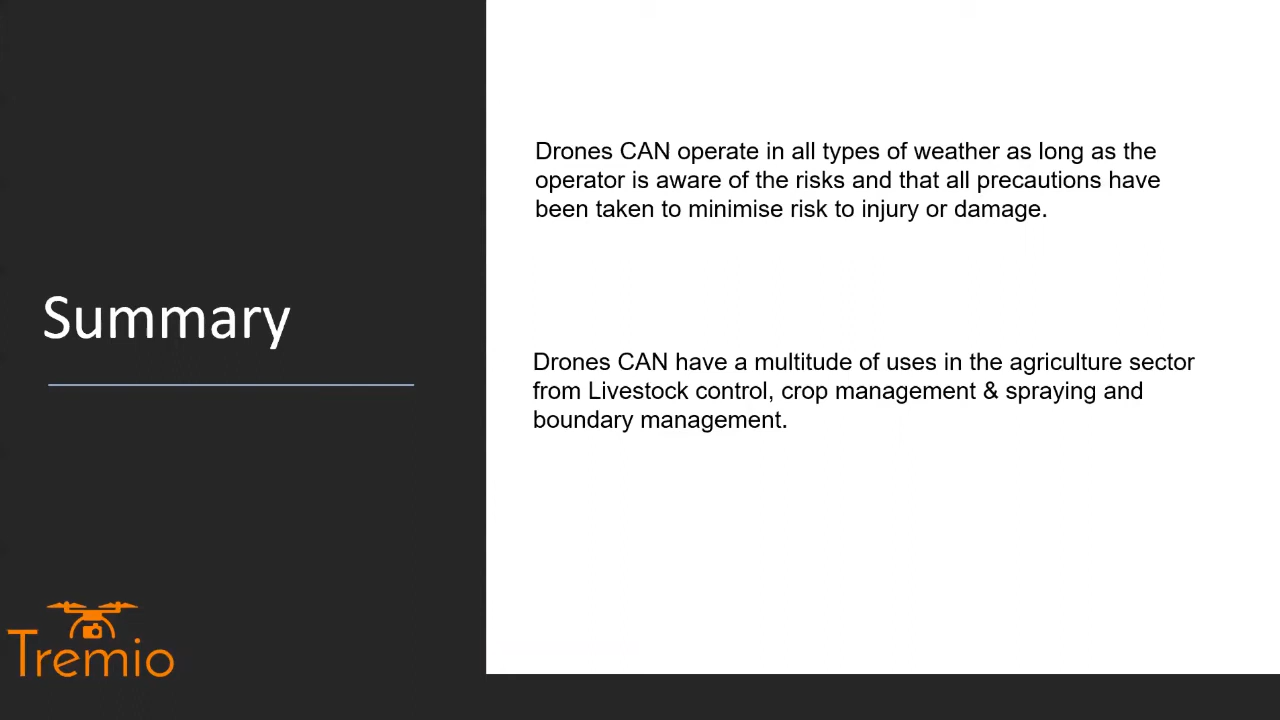 Summary
Drones CAN operate in all types of weather as long as the
operator is aware of the risks and that all precautions have
been taken to minimise risk to injury or damage.
Drones CAN have a multitude of uses in the agriculture sector
from Livestock control, crop management & spraying and
boundary management.
Tremio